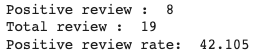 Positive review :  8
Total review :  19
Positive review rate:  42.105